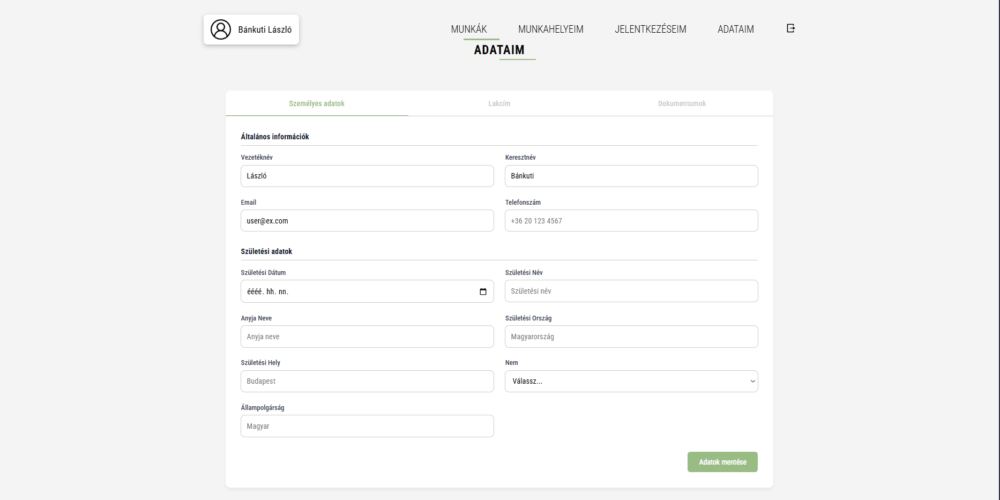 Bánkuti László
MUNKÁK MUNKAHELYEIM JELENTKEZÉSEIM ADATAIM
ADATAIM
Személyes adatok Lakcím Dokumentumok
Általános információk
Vezetéknév Keresztnév
László Bánkuti
Email Telefonszám
user@ex.com +36 20 123 4567
Születési adatok
Születési Dátum Születési Név
éééé. hh. nn. Születési név
Anyja Neve Születési Ország
Anyja neve Magyarország
Születési Hely Nem
Budapest Válassz...
Állampolgárság
Magyar
Adatok mentése